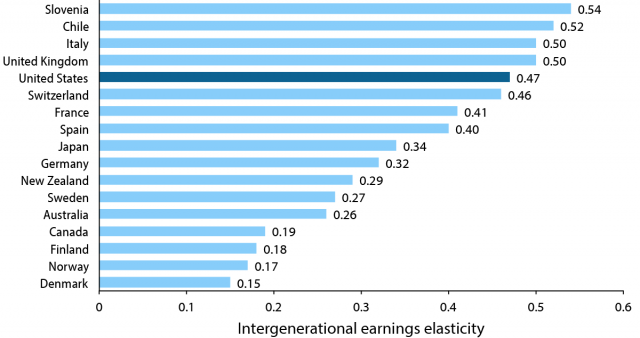 Slovenia 0.54
Chile 0.52
Italy 0.50
United Kingdom 0.50
United States 0.47
Switzerland 0.46
France 0.41
Spain 0.40
Japan 0.34
Germany 0.32
New Zealand 0.29
Sweden 0.27
Australia 0.26
Canada 0.19
Finland 0.18
Norway 0.17
Denmark 0.15
0 0.1 0.2 0.3 0.4 0.5 0.6
Intergenerational earnings elasticity